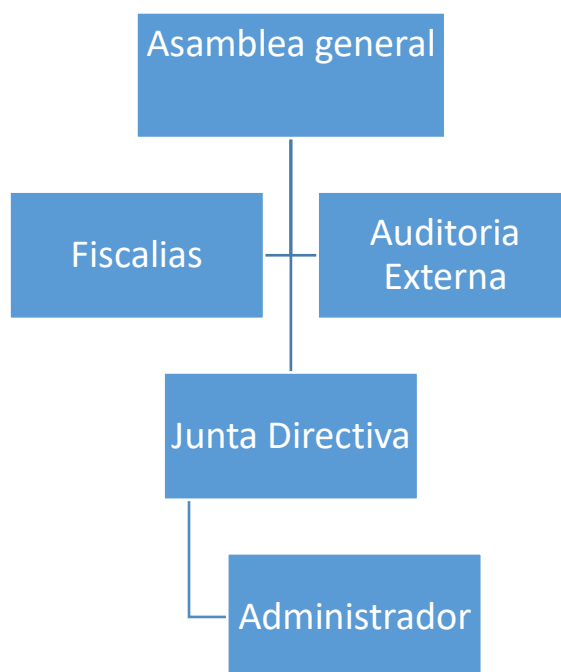 Asamblea general
Fiscalias
Auditoria
Externa
Junta Directiva
Administrador